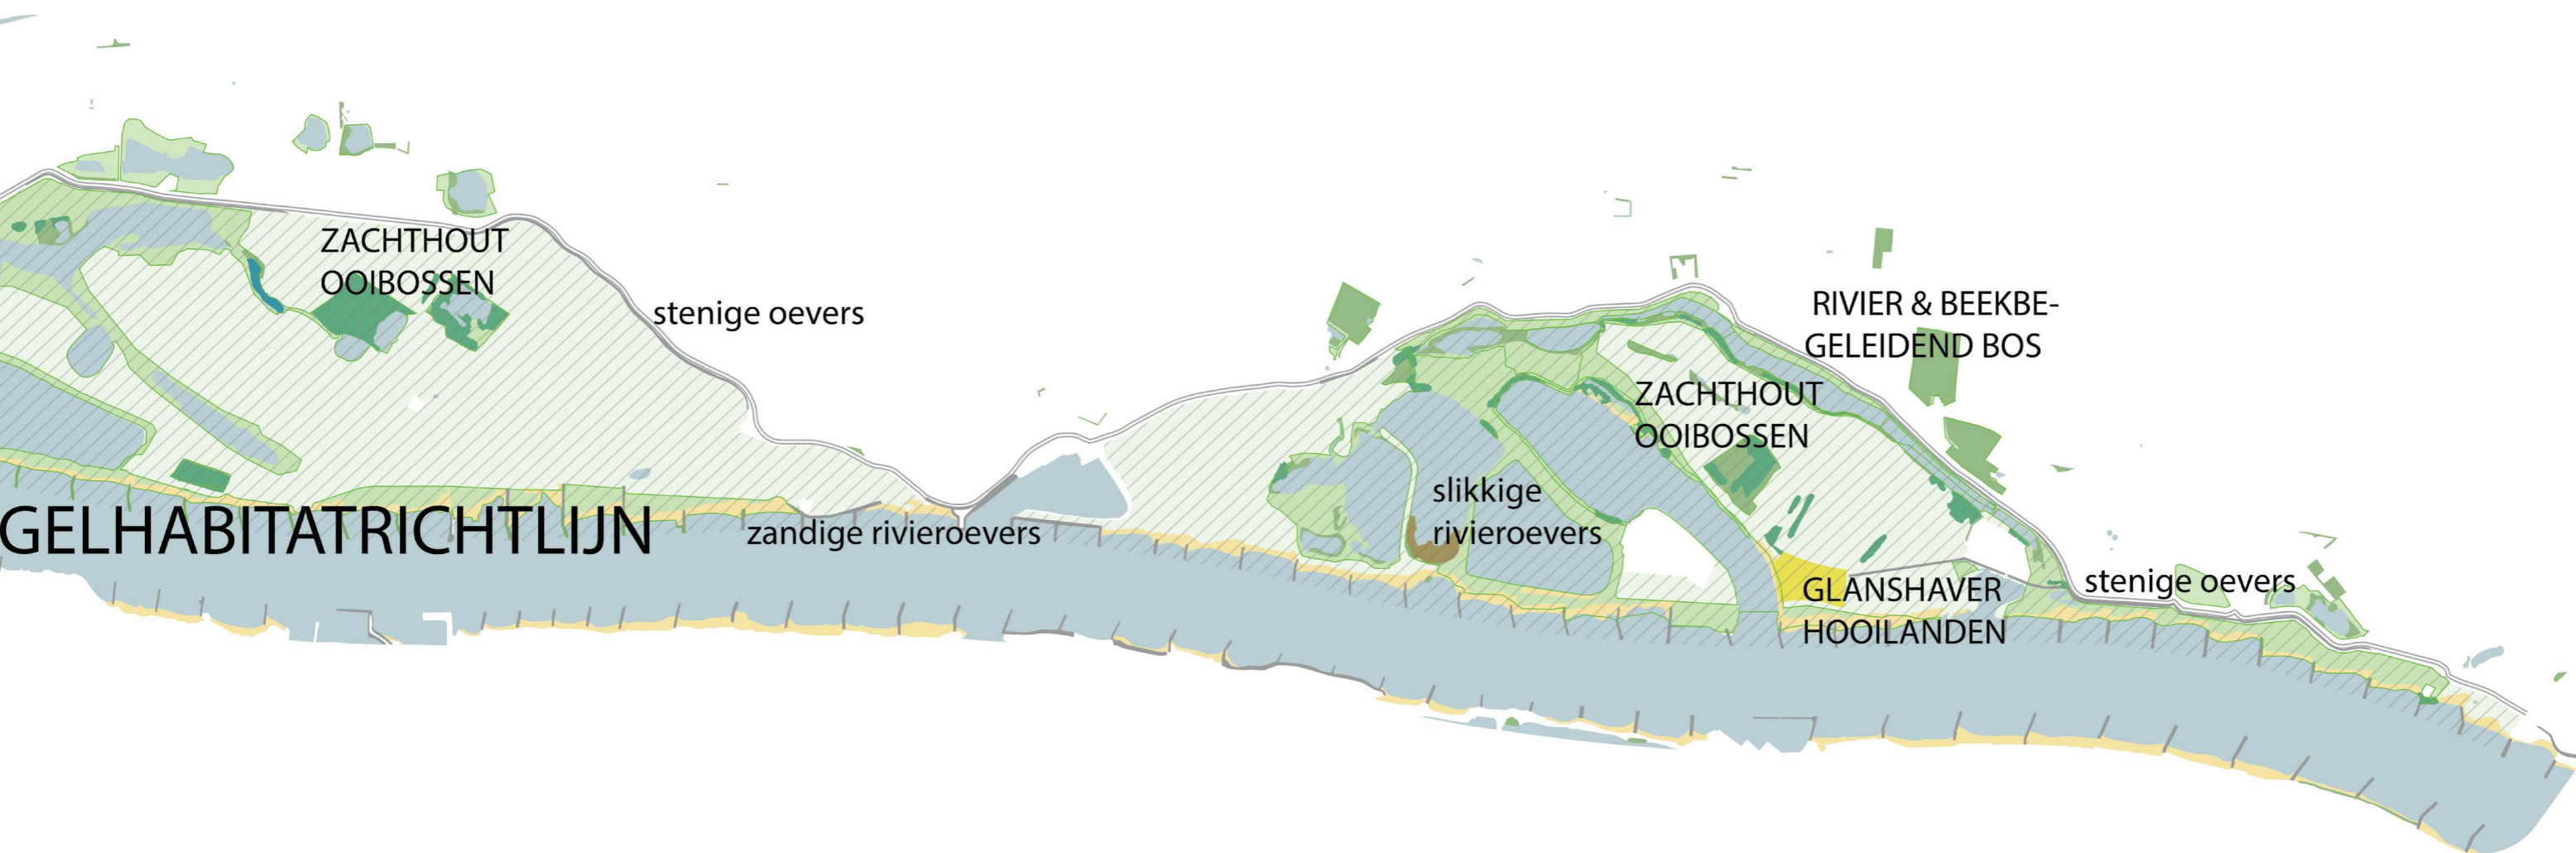 ZACHTHOUT
OOIBOSSEN
stenige oevers
GELHABITATRICHTLIJN
zandige rivieroevers
slikkige
rivieroevers
ZACHTHOUT
OOIBOSSEN
RIVIER & BEEKBE-
GELEIDEND BOS
GLANSHAVER
HOOILANDEN
stenige oevers